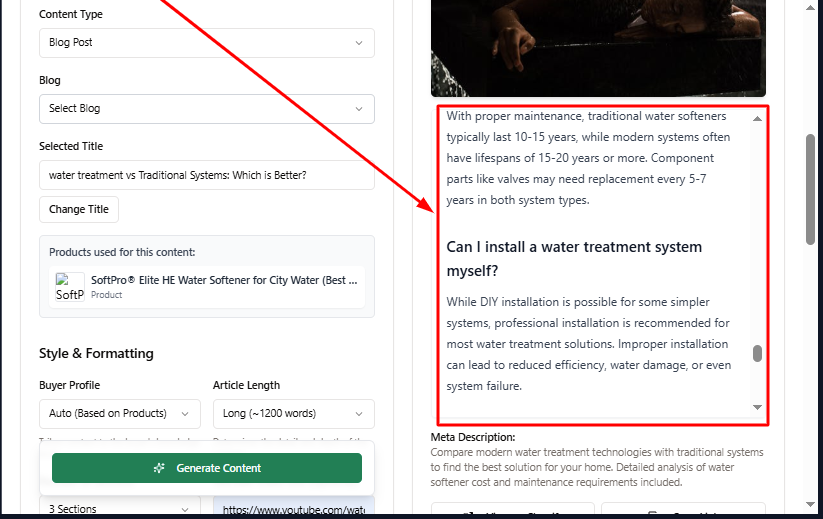 Content Type
Blog Post
Blog
Select Blog
Selected Title
water treatment vs Traditional Systems: Which is Better?
Change Title
Products used for this content:
SoftP
SoftPro® Elite HE Water Softener for City Water (Best ...
Product
Style & Formatting
Buyer Profile
Article Length
Auto (Based on Products)
Long (~1200 words)
Generate Content
3 Sections
https://www.youtube.com/wat
With proper maintenance, traditional water softeners
typically last 10-15 years, while modern systems often
have lifespans of 15-20 years or more. Component
parts like valves may need replacement every 5-7
years in both system types.
Can I install a water treatment system
myself?
While DIY installation is possible for some simpler
systems, professional installation is recommended for
most water treatment solutions. Improper installation
can lead to reduced efficiency, water damage, or even
system failure.
Meta Description:
Compare modern water treatment technologies with traditional systems
to find the best solution for your home. Detailed analysis of water
softener cost and maintenance requirements included.